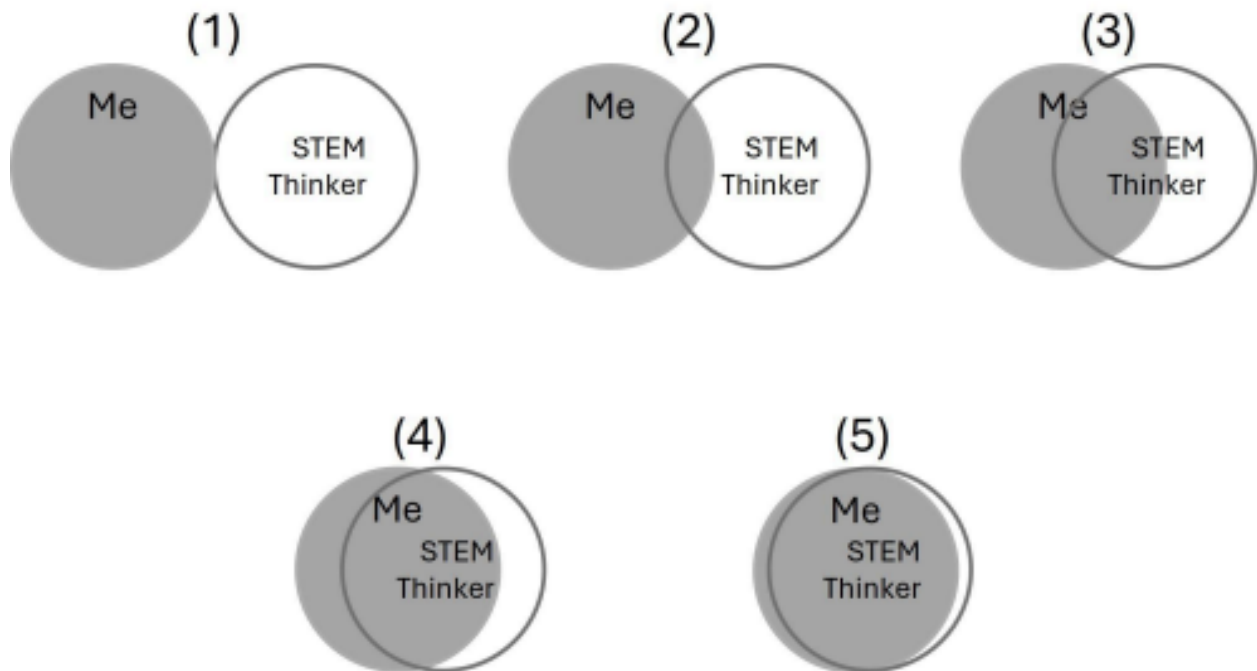 (1)
Me
STEM
Thinker
(2)
Me
STEM
Thinker
(3)
Me
STEM
Thinker
(4)
Me
STEM
Thinker
(5)
Me
STEM
Thinker